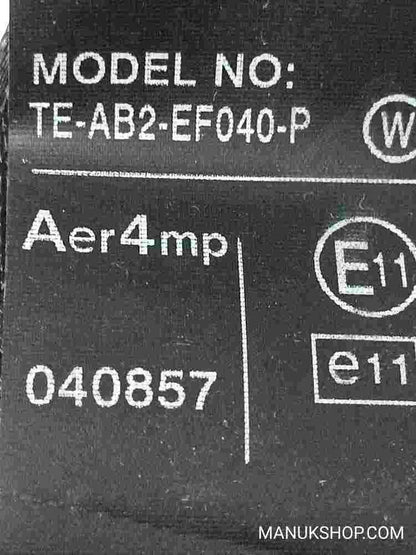 MODEL NO:
TE-AB2-EF040-P W
Aer4mp E11
040857 e11
MANUKSHOP.COM